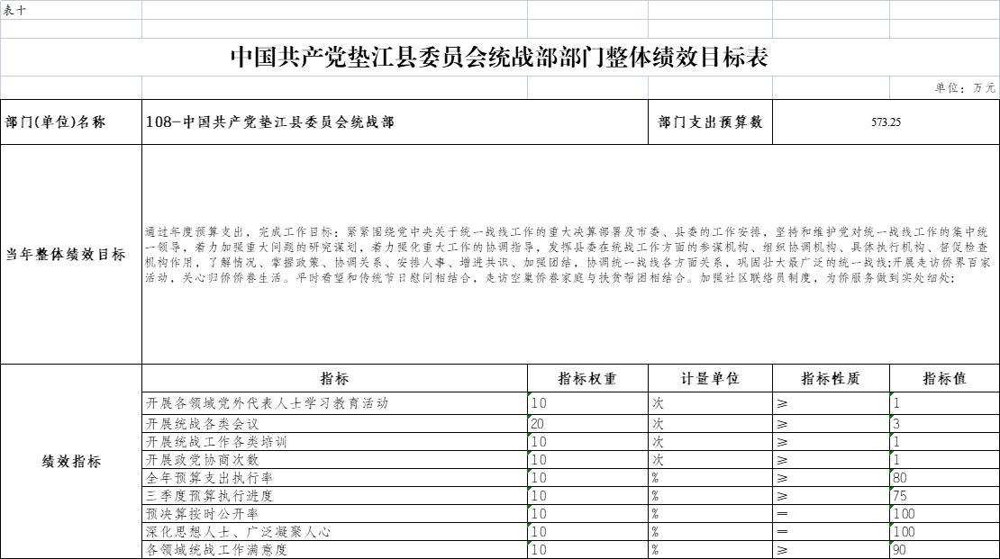 表十
中国共产党垫江县委员会统战部部门整体绩效目标表
单位：万元
部门(单位)名称 108-中国共产党垫江县委员会统战部 部门支出预算数 573.25
当年整体绩效目标
通过年度预算支出，完成工作目标：紧紧围绕党中央关于统一战线工作的重大决算部署及市委、县委的工作安排，坚持和维护党对统一战线工作的集中统
一领导，着力加强重大问题的研究谋划，着力强化重大工作的协调指导，发挥县委在统战工作方面的参谋机构、组织协调机构、具体执行机构、督促检查
机构作用，了解情况、掌握政策、协调关系、安排人事、增进共识、加强团结，协调统一战线各方面关系，巩固壮大最广泛的统一战线;开展走访侨界百家
活动，关心归侨侨眷生活。平时看望和传统节日慰问相结合，走访空巢侨眷家庭与扶贫帮困相结合。加强社区联络员制度，为侨服务做到实处细处;
绩效指标
指标 指标权重 计量单位 指标性质 指标值
开展各领域党外代表人士学习教育活动 10 次 ≥ 1
开展统战各类会议 20 次 ≥ 3
开展统战工作各类培训 10 次 ≥ 1
开展政党协商次数 10 次 ≥ 1
全年预算支出执行率 10 % ≥ 80
三季度预算执行进度 10 % ≥ 75
预决算按时公开率 10 % ＝ 100
深化思想人士、广泛凝聚人心 10 % ＝ 100
各领域统战工作满意度 10 % ≥ 90